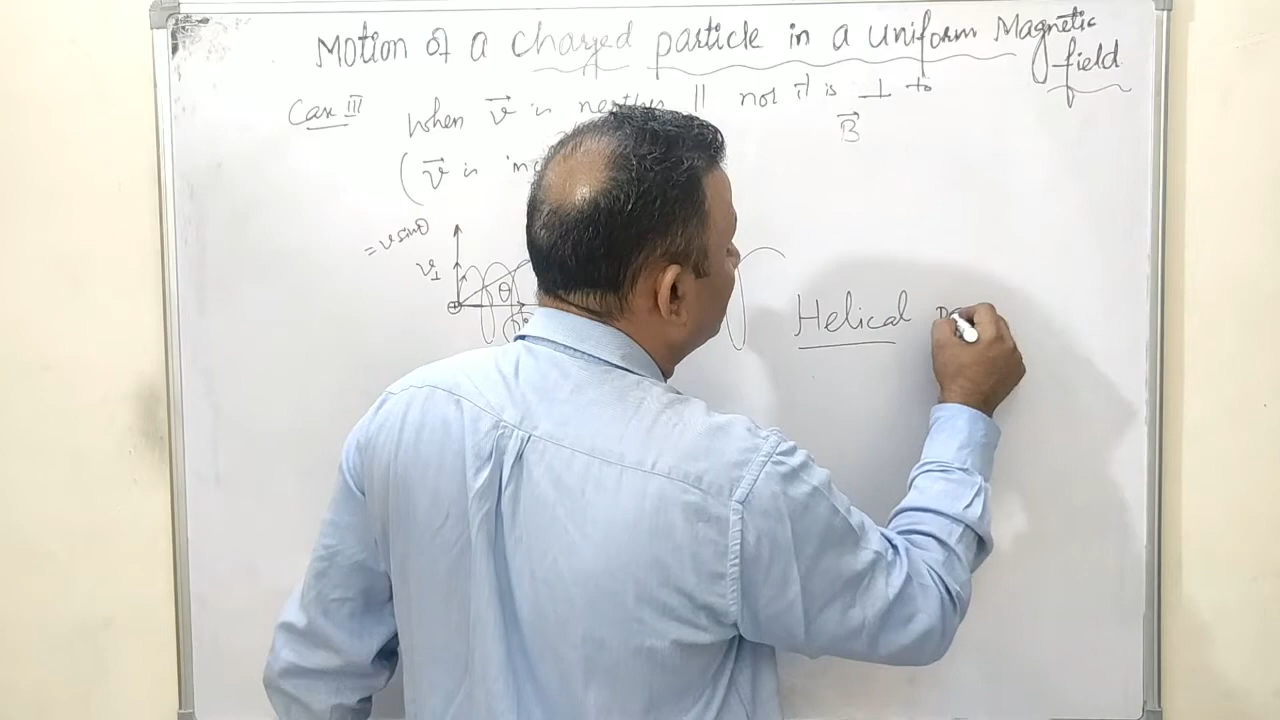 Motion of a charged particle in a uniform Magnetic
field
Case III
When v⃗ is neither || nor it is ⊥ to
B⃗
(v⃗ is
= v sinθ
v⊥
θ
Helical